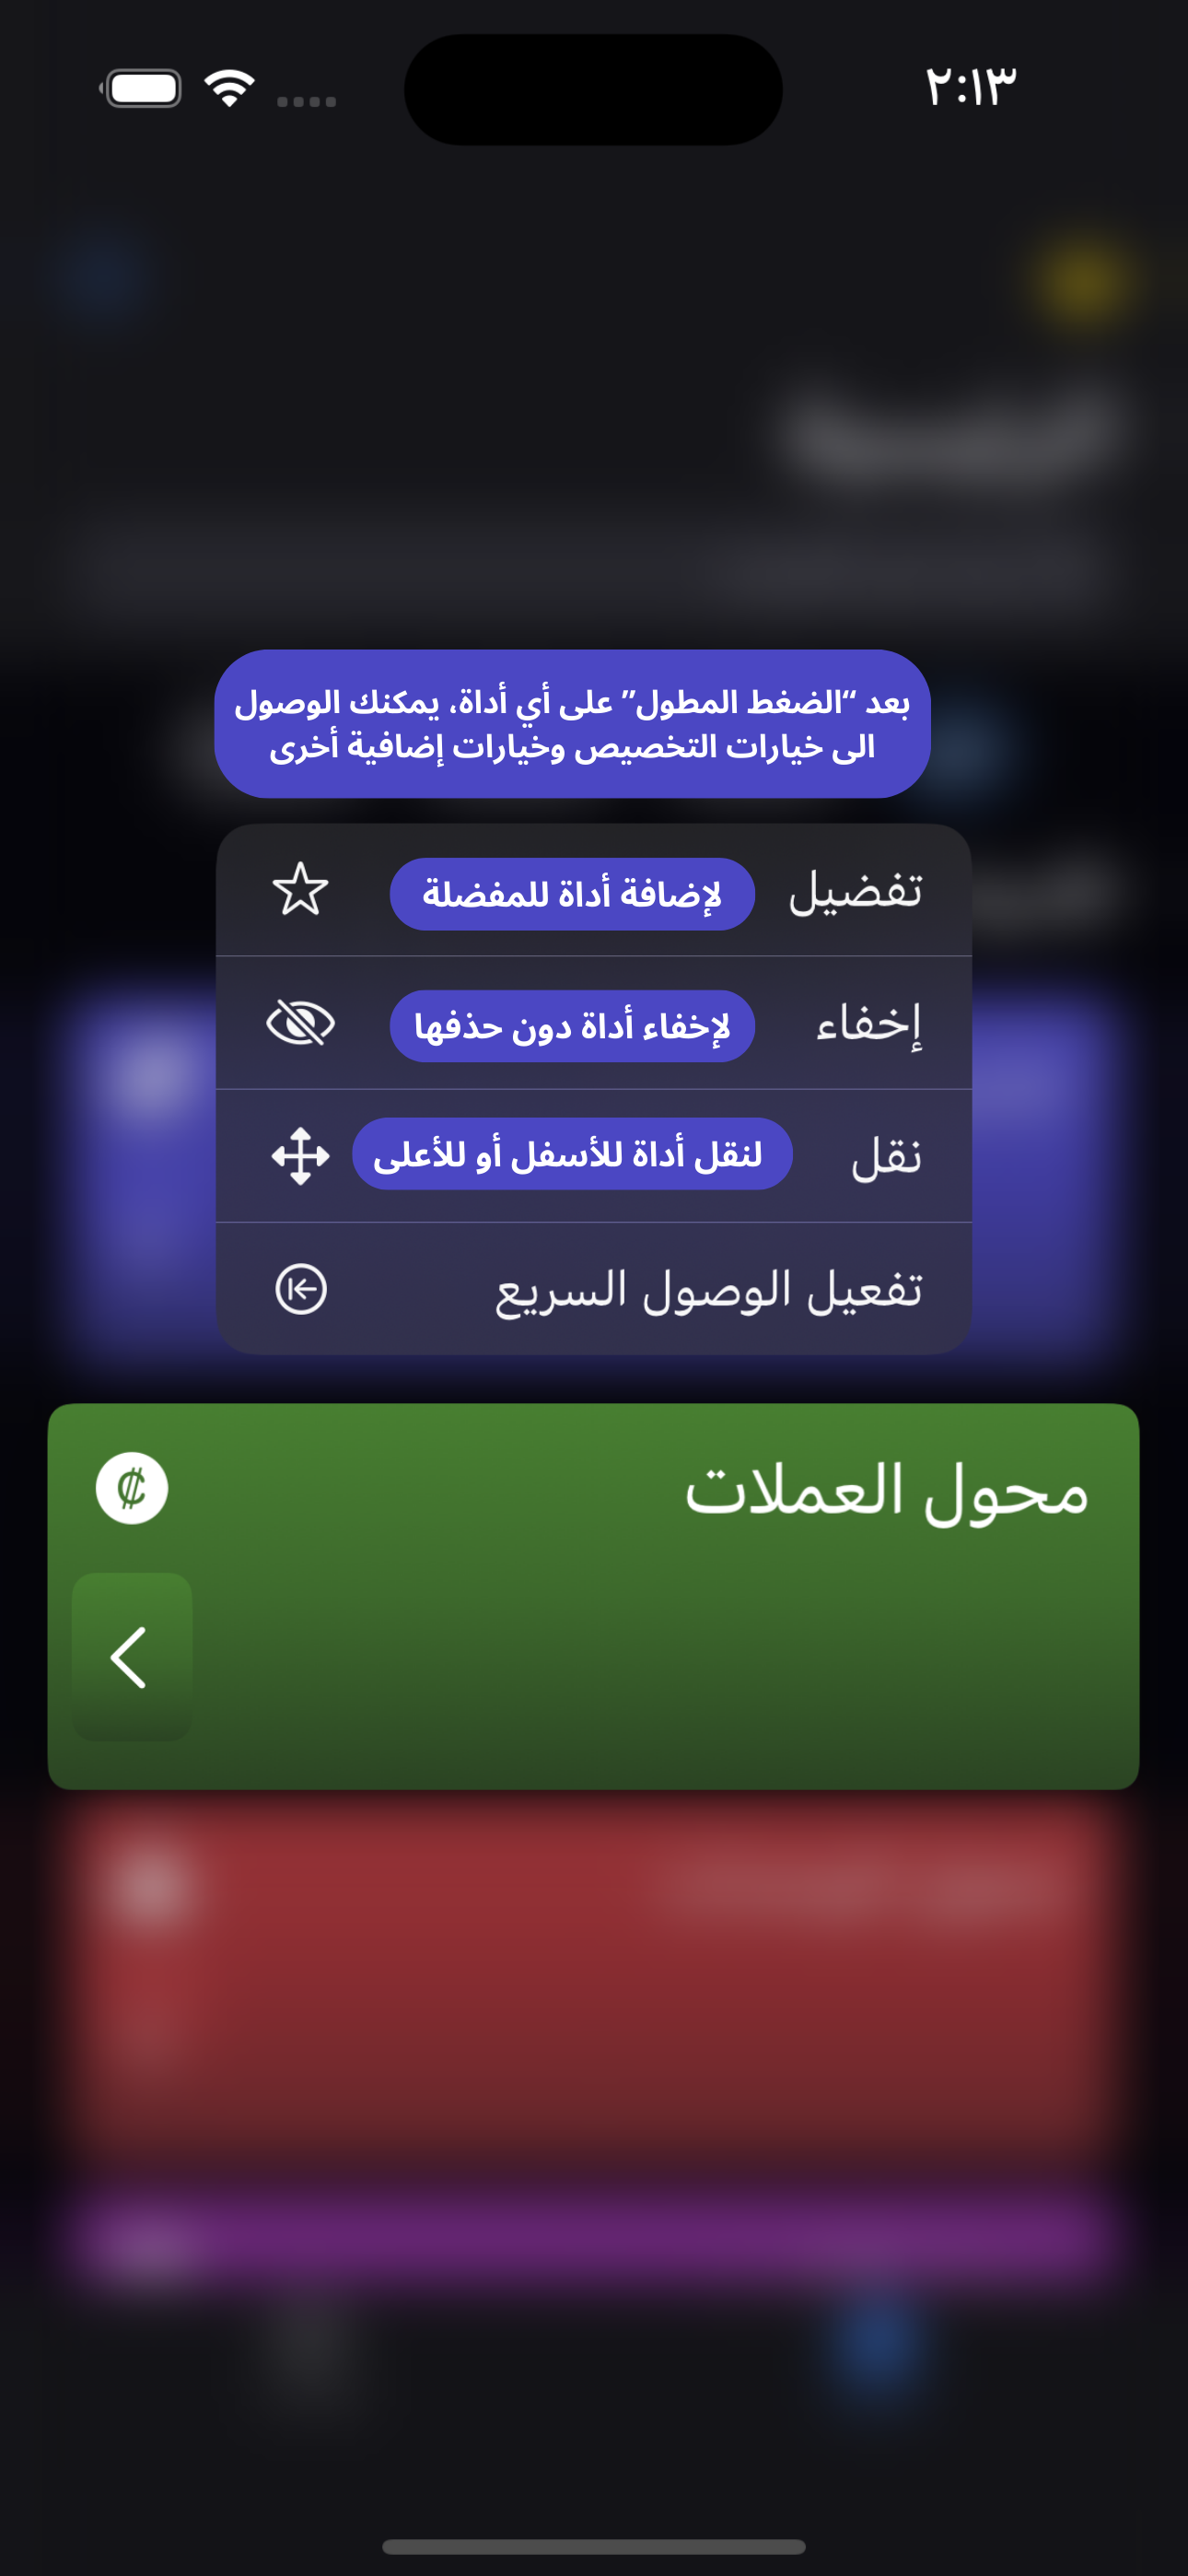 ٢:١٣
بعد “الضغط المطول” على أي أداة، يمكنك الوصول
الى خيارات التخصيص وخيارات إضافية أخرى
تفضيل لإضافة أداة للمفضلة
إخفاء لإخفاء أداة دون حذفها
نقل لنقل أداة للأسفل أو للأعلى
تفعيل الوصول السريع
محول العملات